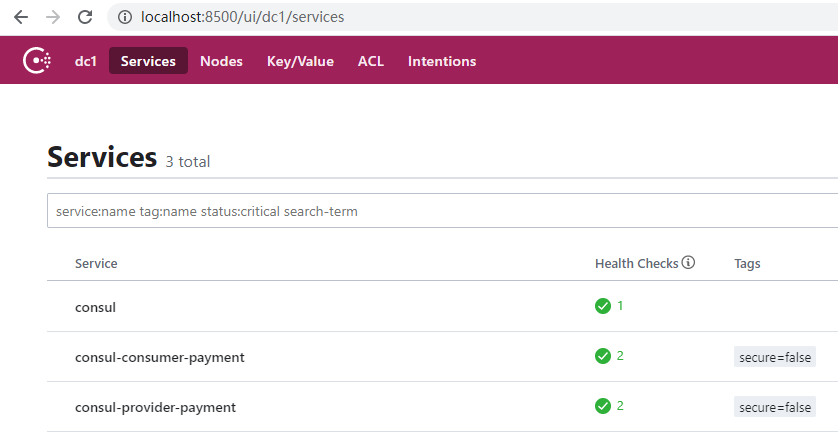 localhost:8500/ui/dc1/services
dc1 Services Nodes Key/Value ACL Intentions
Services 3 total
service:name tag:name status:critical search-term
Service Health Checks Tags
consul 1
consul-consumer-payment 2 secure=false
consul-provider-payment 2 secure=false